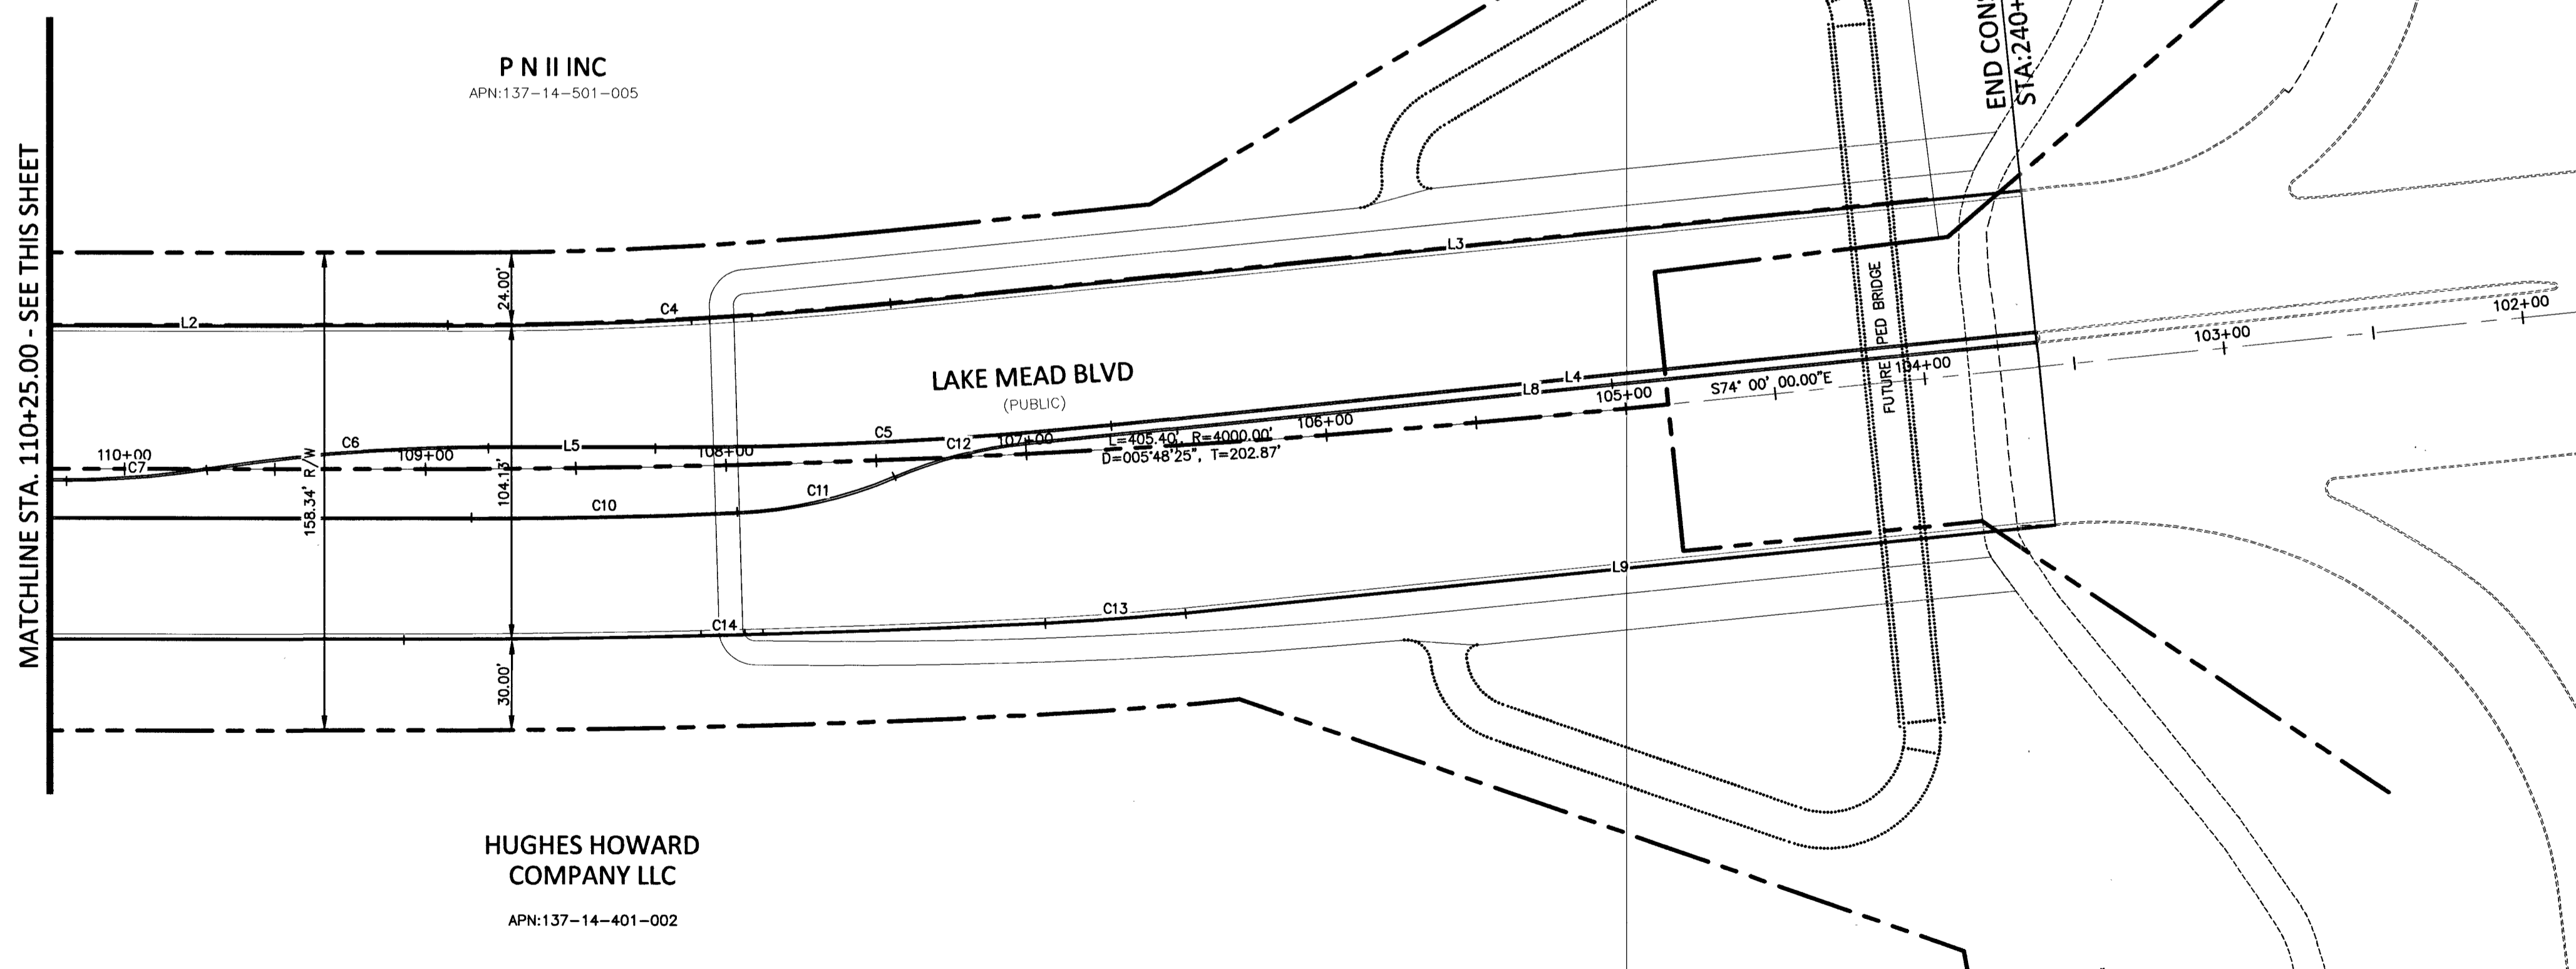 P N II INC
APN:137-14-501-005
END CONS
STA:240+
MATCHLINE STA. 110+25.00 - SEE THIS SHEET
24.00'
L2
C4
L3
158.34' R/W
104.13'
30.00'
LAKE MEAD BLVD
(PUBLIC)
FUTURE PED BRIDGE
102+00
103+00
104+00
L4
L8
S74° 00' 00.00"E
105+00
106+00
C5
C12
107+00
L=405.40', R=4000.00'
D=005°48'25", T=202.87'
C6
L5
110+00
C7
109+00
108+00
C11
C10
L9
C13
C14
HUGHES HOWARD
COMPANY LLC
APN:137-14-401-002